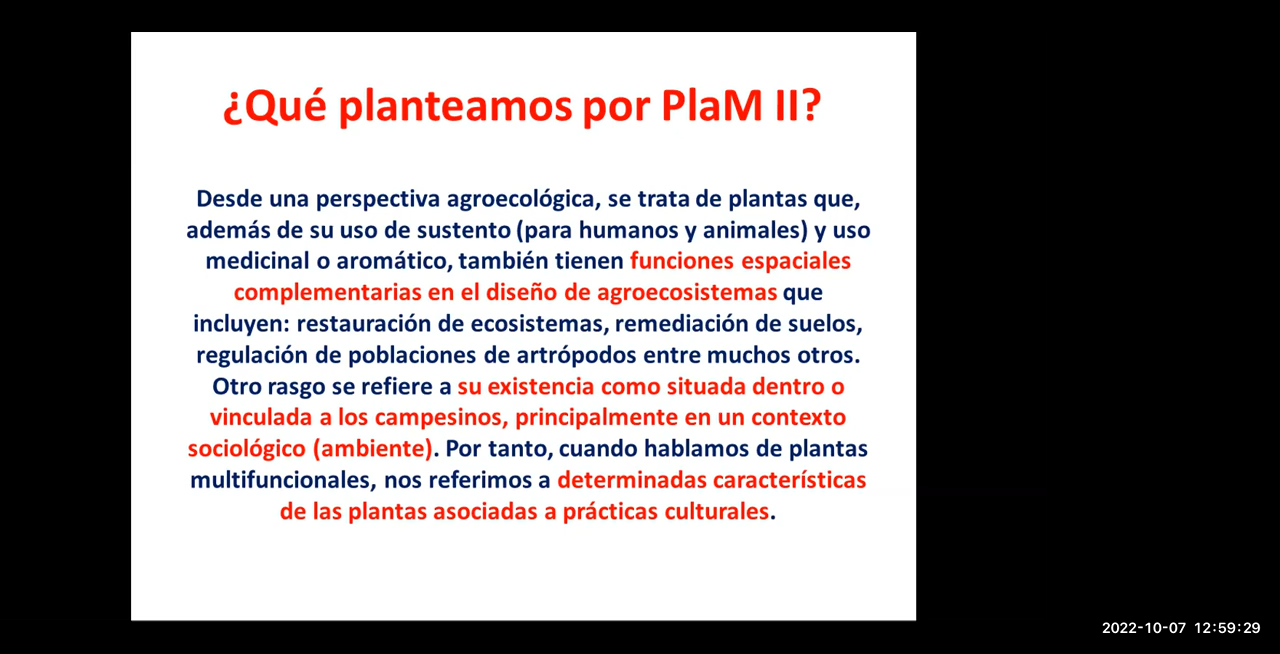 ¿Qué planteamos por PlaM II?
Desde una perspectiva agroecológica, se trata de plantas que,
además de su uso de sustento (para humanos y animales) y uso
medicinal o aromático, también tienen funciones espaciales
complementarias en el diseño de agroecosistemas que
incluyen: restauración de ecosistemas, remediación de suelos,
regulación de poblaciones de artrópodos entre muchos otros.
Otro rasgo se refiere a su existencia como situada dentro o
vinculada a los campesinos, principalmente en un contexto
sociológico (ambiente). Por tanto, cuando hablamos de plantas
multifuncionales, nos referimos a determinadas características
de las plantas asociadas a prácticas culturales.
2022-10-07 12:59:29